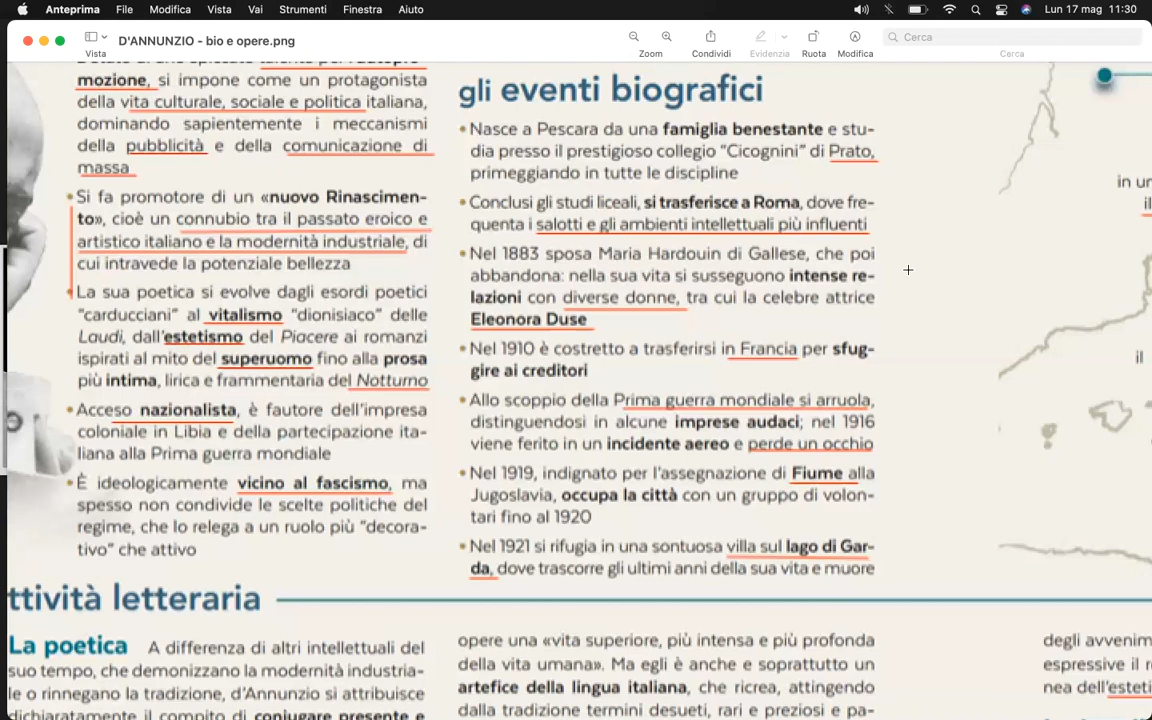 Anteprima File Modifica Vista Vai Strumenti Finestra Aiuto Lun 17 mag 11:30
D'ANNUNZIO - bio e opere.png
Cerca
Vista Zoom Condividi Evidenzia Ruota Modifica Cerca
mozione, si impone come un protagonista
della vita culturale, sociale e politica italiana,
dominando sapientemente i meccanismi
della pubblicità e della comunicazione di
massa
Si fa promotore di un «nuovo Rinascimen-
to», cioè un connubio tra il passato eroico e
artistico italiano e la modernità industriale, di
cui intravede la potenziale bellezza
La sua poetica si evolve dagli esordi poetici
"carducciani" al vitalismo "dionisiaco" delle
Laudi, dall'estetismo del Piacere ai romanzi
ispirati al mito del superuomo fino alla prosa
più intima, lirica e frammentaria del Notturno
Acceso nazionalista, è fautore dell'impresa
coloniale in Libia e della partecipazione ita-
liana alla Prima guerra mondiale
È ideologicamente vicino al fascismo, ma
spesso non condivide le scelte politiche del
regime, che lo relega a un ruolo più "decora-
tivo" che attivo
gli eventi biografici
Nasce a Pescara da una famiglia benestante e stu-
dia presso il prestigioso collegio "Cicognini" di Prato,
primeggiando in tutte le discipline
Conclusi gli studi liceali, si trasferisce a Roma, dove fre-
quenta i salotti e gli ambienti intellettuali più influenti
Nel 1883 sposa Maria Hardouin di Gallese, che poi
abbandona: nella sua vita si susseguono intense re-
lazioni con diverse donne, tra cui la celebre attrice
Eleonora Duse
Nel 1910 è costretto a trasferirsi in Francia per sfug-
gire ai creditori
Allo scoppio della Prima guerra mondiale si arruola,
distinguendosi in alcune imprese audaci; nel 1916
viene ferito in un incidente aereo e perde un occhio
Nel 1919, indignato per l'assegnazione di Fiume alla
Jugoslavia, occupa la città con un gruppo di volon-
tari fino al 1920
Nel 1921 si rifugia in una sontuosa villa sul lago di Gar-
da, dove trascorre gli ultimi anni della sua vita e muore
in un
il
il
ttività letteraria
La poetica A differenza di altri intellettuali del
suo tempo, che demonizzano la modernità industria-
le o rinnegano la tradizione, d'Annunzio si attribuisce
dichiaratamente il compito di coniugare presente e
opere una «vita superiore, più intensa e più profonda
della vita umana». Ma egli è anche e soprattutto un
artefice della lingua italiana, che ricrea, attingendo
dalla tradizione termini desueti, rari e preziosi e pa-
degli avvenim
espressive il r
nea dell'esteti